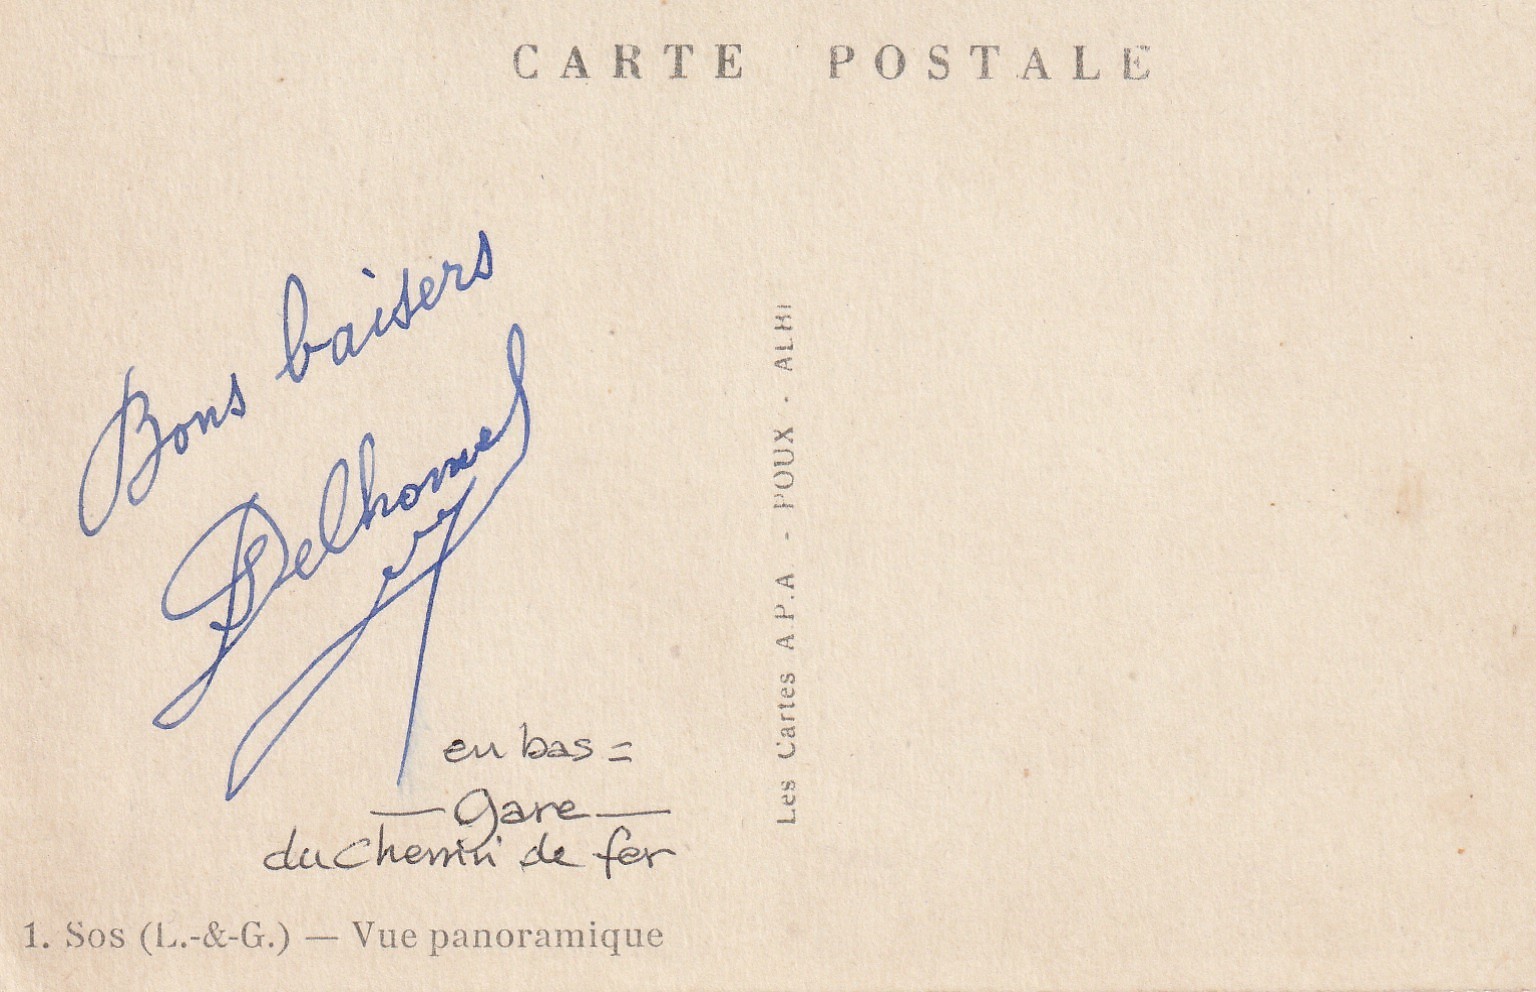 CARTE POSTALE
Bons baisers
Delhomme
en bas =
— Gare —
du Chemin de fer
Les Cartes A.P.A. - POUX - ALBI
1. Sos (L.-&-G.) — Vue panoramique